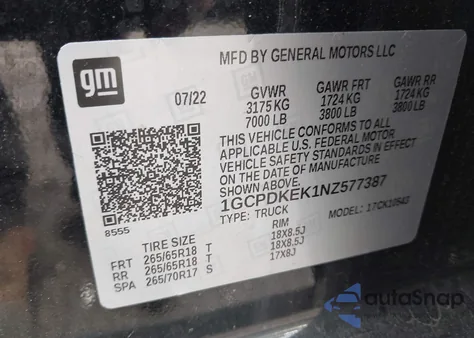 gm
MFD BY GENERAL MOTORS LLC
07/22
GVWR GAWR FRT GAWR RR
3175 KG 1724 KG 1724 KG
7000 LB 3800 LB 3800 LB
THIS VEHICLE CONFORMS TO ALL
APPLICABLE U.S. FEDERAL MOTOR
VEHICLE SAFETY STANDARDS IN EFFECT
ON THE DATE OF MANUFACTURE
SHOWN ABOVE.
1GCPDKEK1NZ577387
TYPE: TRUCK MODEL: 17CK10543
8555
TIRE SIZE RIM
FRT 265/65R18 T 18X8.5J
RR 265/65R18 T 18X8.5J
SPA 265/70R17 S 17X8J
autoSnap